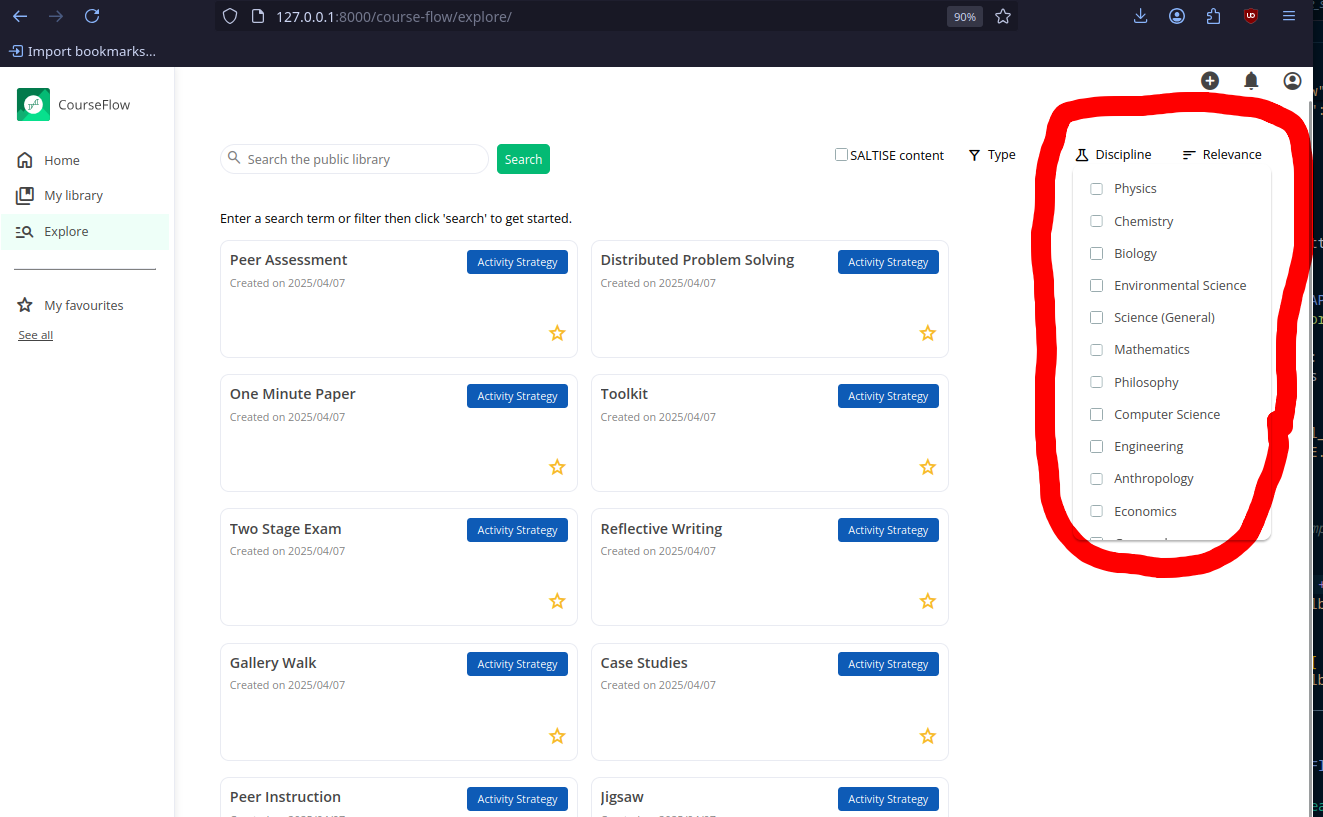 127.0.0.1:8000/course-flow/explore/
90%
Import bookmarks...
CourseFlow
Home
My library
Explore
My favourites
See all
Search the public library
Search
SALTISE content
Type
Discipline
Relevance
Enter a search term or filter then click 'search' to get started.
Peer Assessment
Activity Strategy
Created on 2025/04/07
Distributed Problem Solving
Activity Strategy
Created on 2025/04/07
One Minute Paper
Activity Strategy
Created on 2025/04/07
Toolkit
Activity Strategy
Created on 2025/04/07
Two Stage Exam
Activity Strategy
Created on 2025/04/07
Reflective Writing
Activity Strategy
Created on 2025/04/07
Gallery Walk
Activity Strategy
Created on 2025/04/07
Case Studies
Activity Strategy
Created on 2025/04/07
Peer Instruction
Activity Strategy
Jigsaw
Activity Strategy
Physics
Chemistry
Biology
Environmental Science
Science (General)
Mathematics
Philosophy
Computer Science
Engineering
Anthropology
Economics